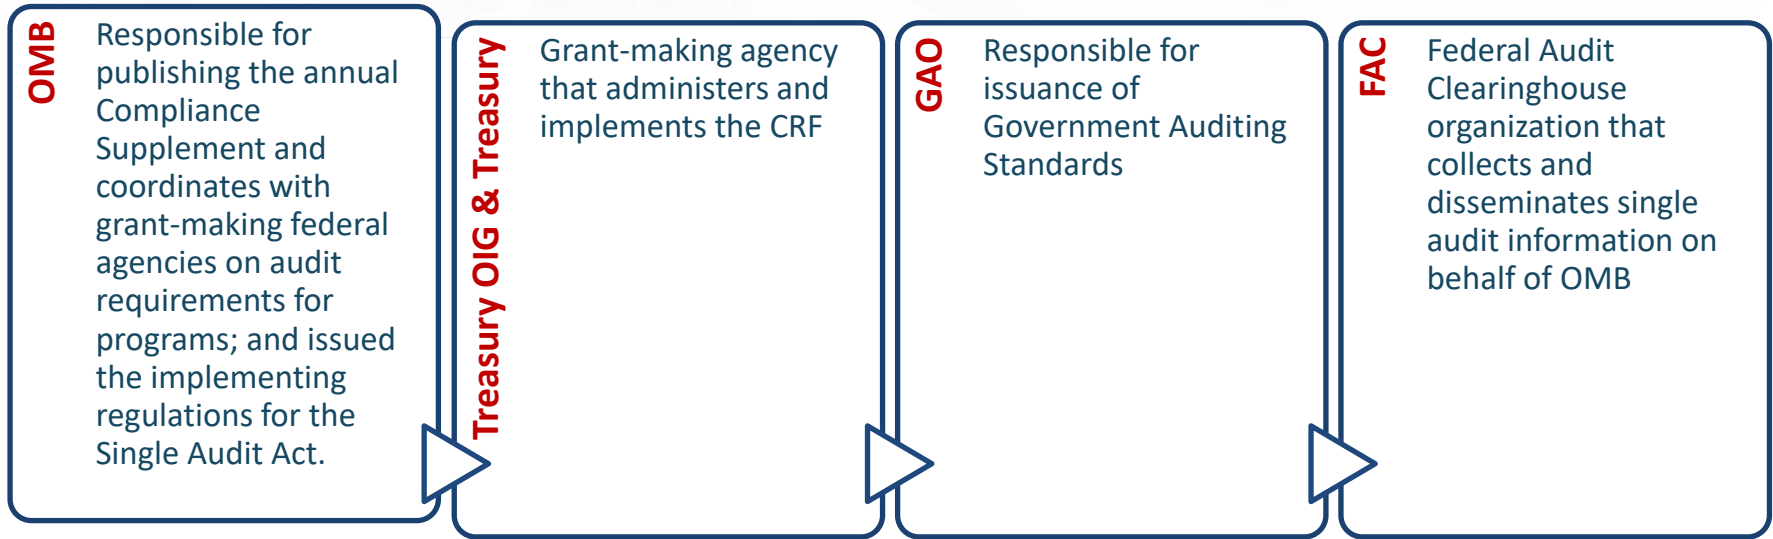 OMB
Responsible for
publishing the annual
Compliance
Supplement and
coordinates with
grant-making federal
agencies on audit
requirements for
programs; and issued
the implementing
regulations for the
Single Audit Act.
Treasury OIG & Treasury
Grant-making agency
that administers and
implements the CRF
GAO
Responsible for
issuance of
Government Auditing
Standards
FAC
Federal Audit
Clearinghouse
organization that
collects and
disseminates single
audit information on
behalf of OMB